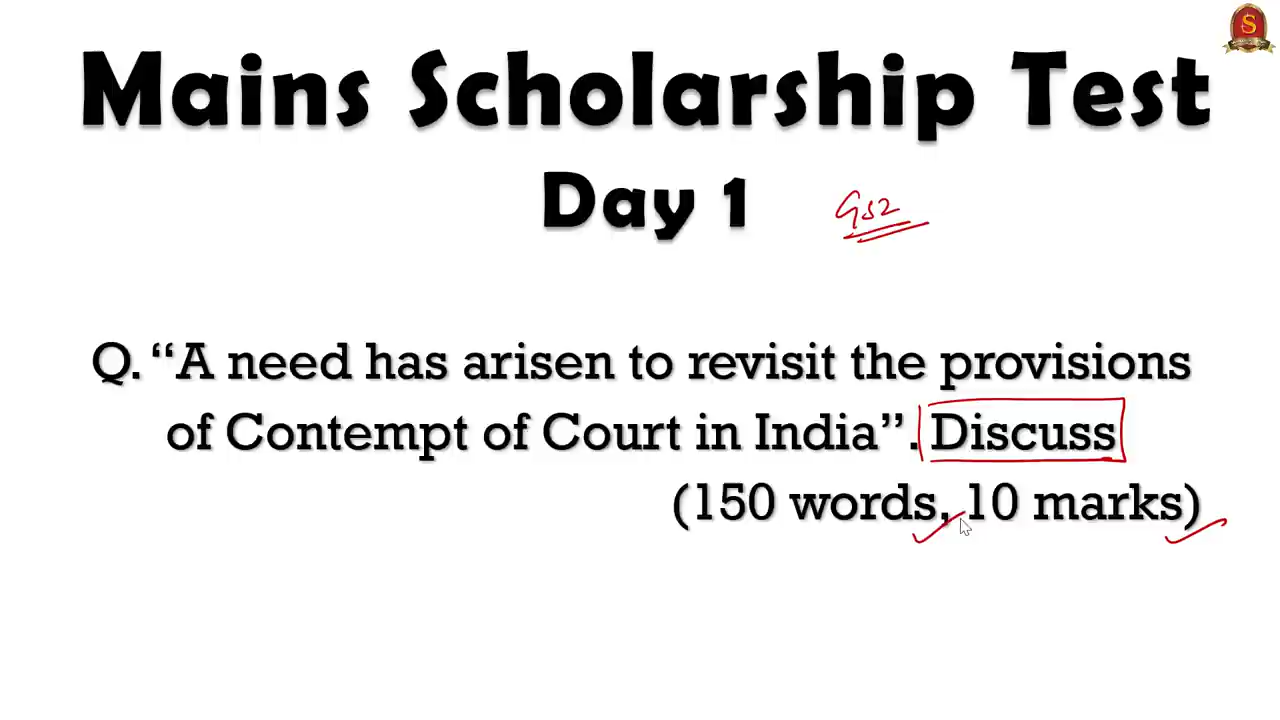 Mains Scholarship Test
Day 1
GS2
Q. “A need has arisen to revisit the provisions
of Contempt of Court in India”. Discuss
(150 words, 10 marks)
S